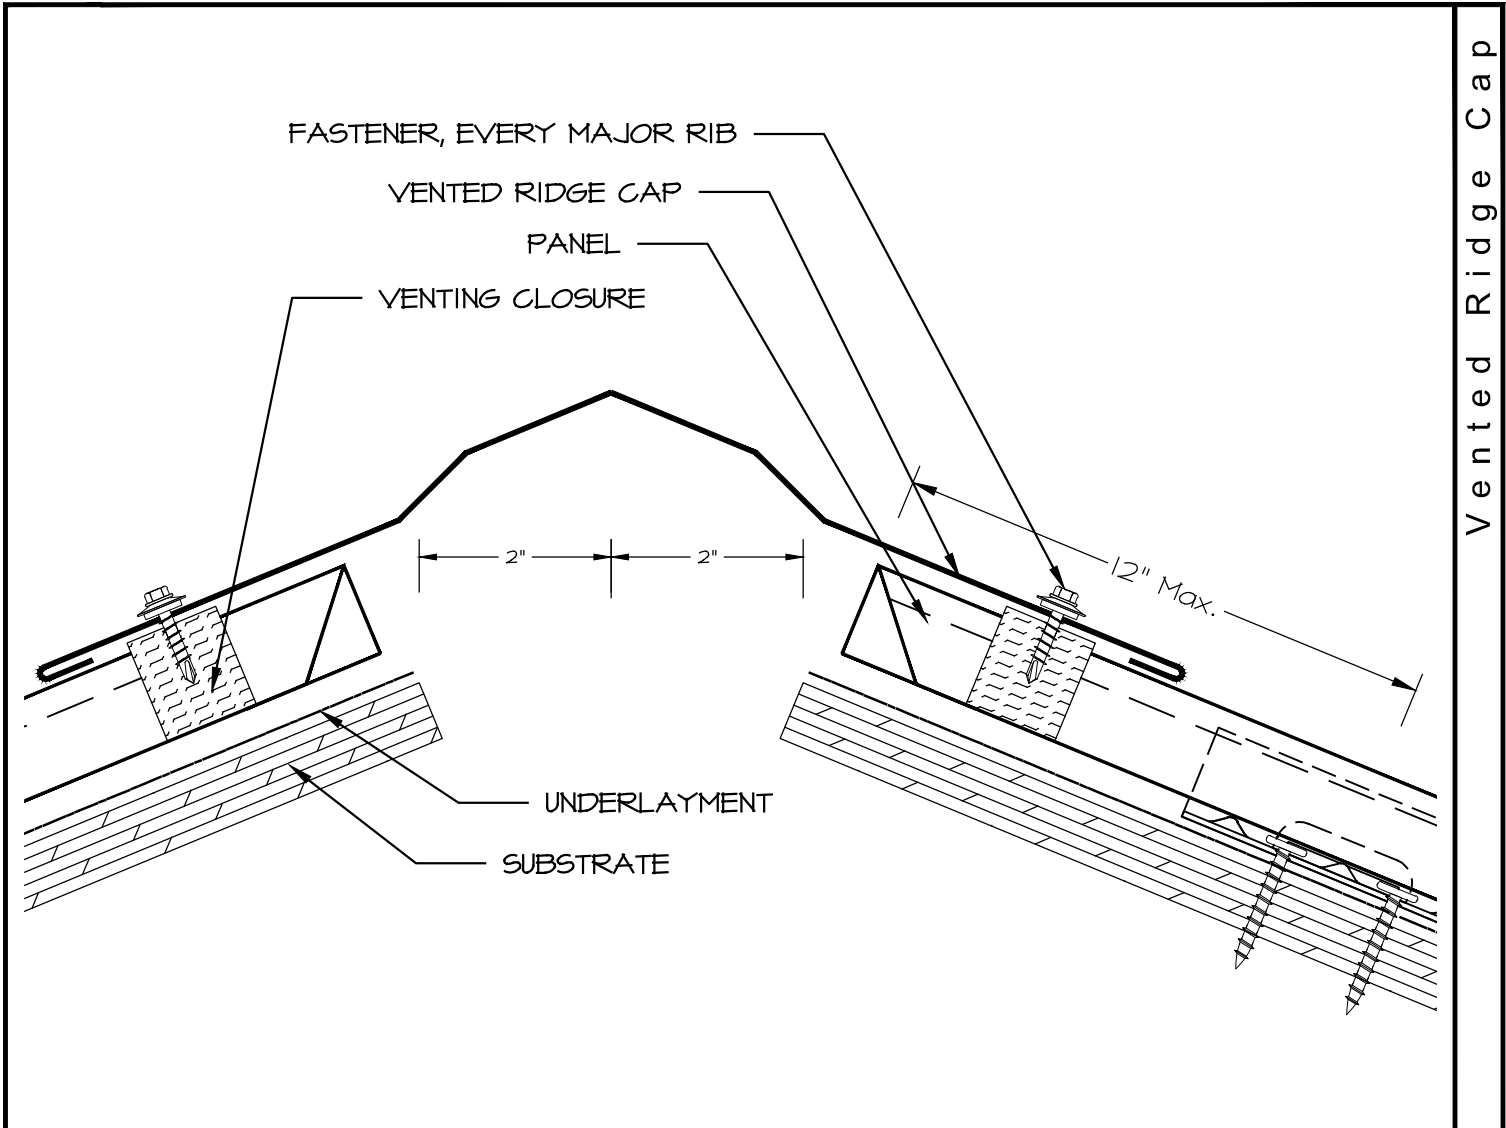 FASTENER, EVERY MAJOR RIB
VENTED RIDGE CAP
PANEL
VENTING CLOSURE
2"
2"
12" Max.
UNDERLAYMENT
SUBSTRATE
Vented Ridge Cap